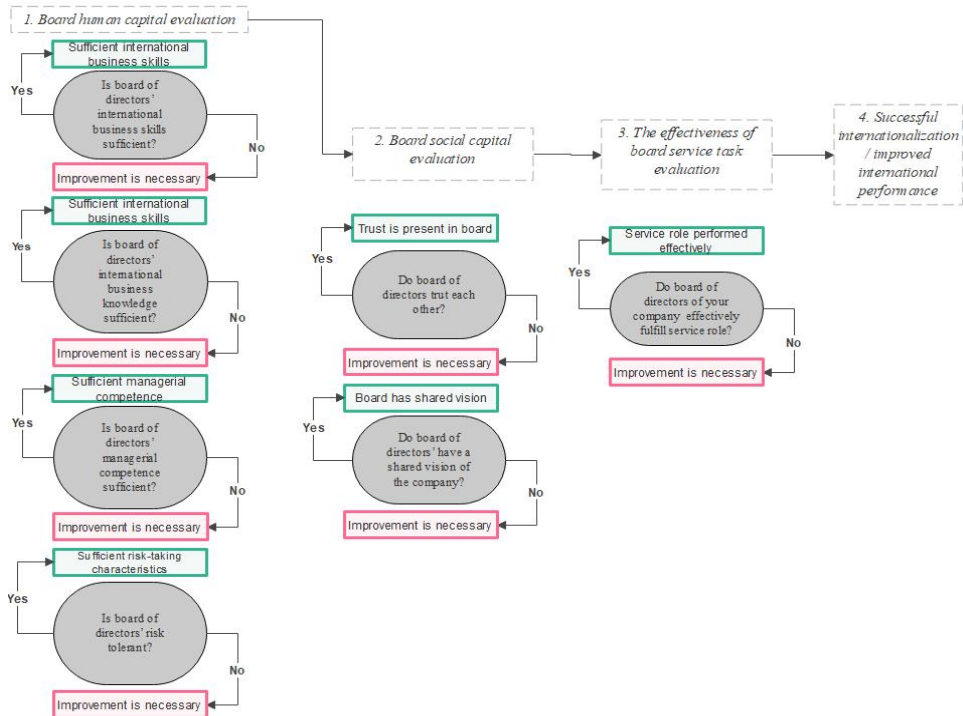 1. Board human capital evaluation
Sufficient international
business skills
Yes
Is board of
directors'
international
business skills
sufficient?
No
Improvement is necessary
Sufficient international
business skills
Yes
Is board of
directors'
international
business
knowledge
sufficient?
No
Improvement is necessary
Sufficient managerial
competence
Yes
Is board of
directors'
managerial
competence
sufficient?
No
Improvement is necessary
Sufficient risk-taking
characteristics
Yes
Is board of
directors' risk
tolerant?
No
Improvement is necessary
2. Board social capital
evaluation
Trust is present in board
Yes
Do board of
directors trut each
other?
No
Improvement is necessary
Board has shared vision
Yes
Do board of
directors' have a
shared vision of
the company?
No
Improvement is necessary
3. The effectiveness of
board service task
evaluation
Service role performed
effectively
Yes
Do board of
directors of your
company effectively
fulfill service role?
No
Improvement is necessary
4. Successful
internationalization
/ improved
international
performance